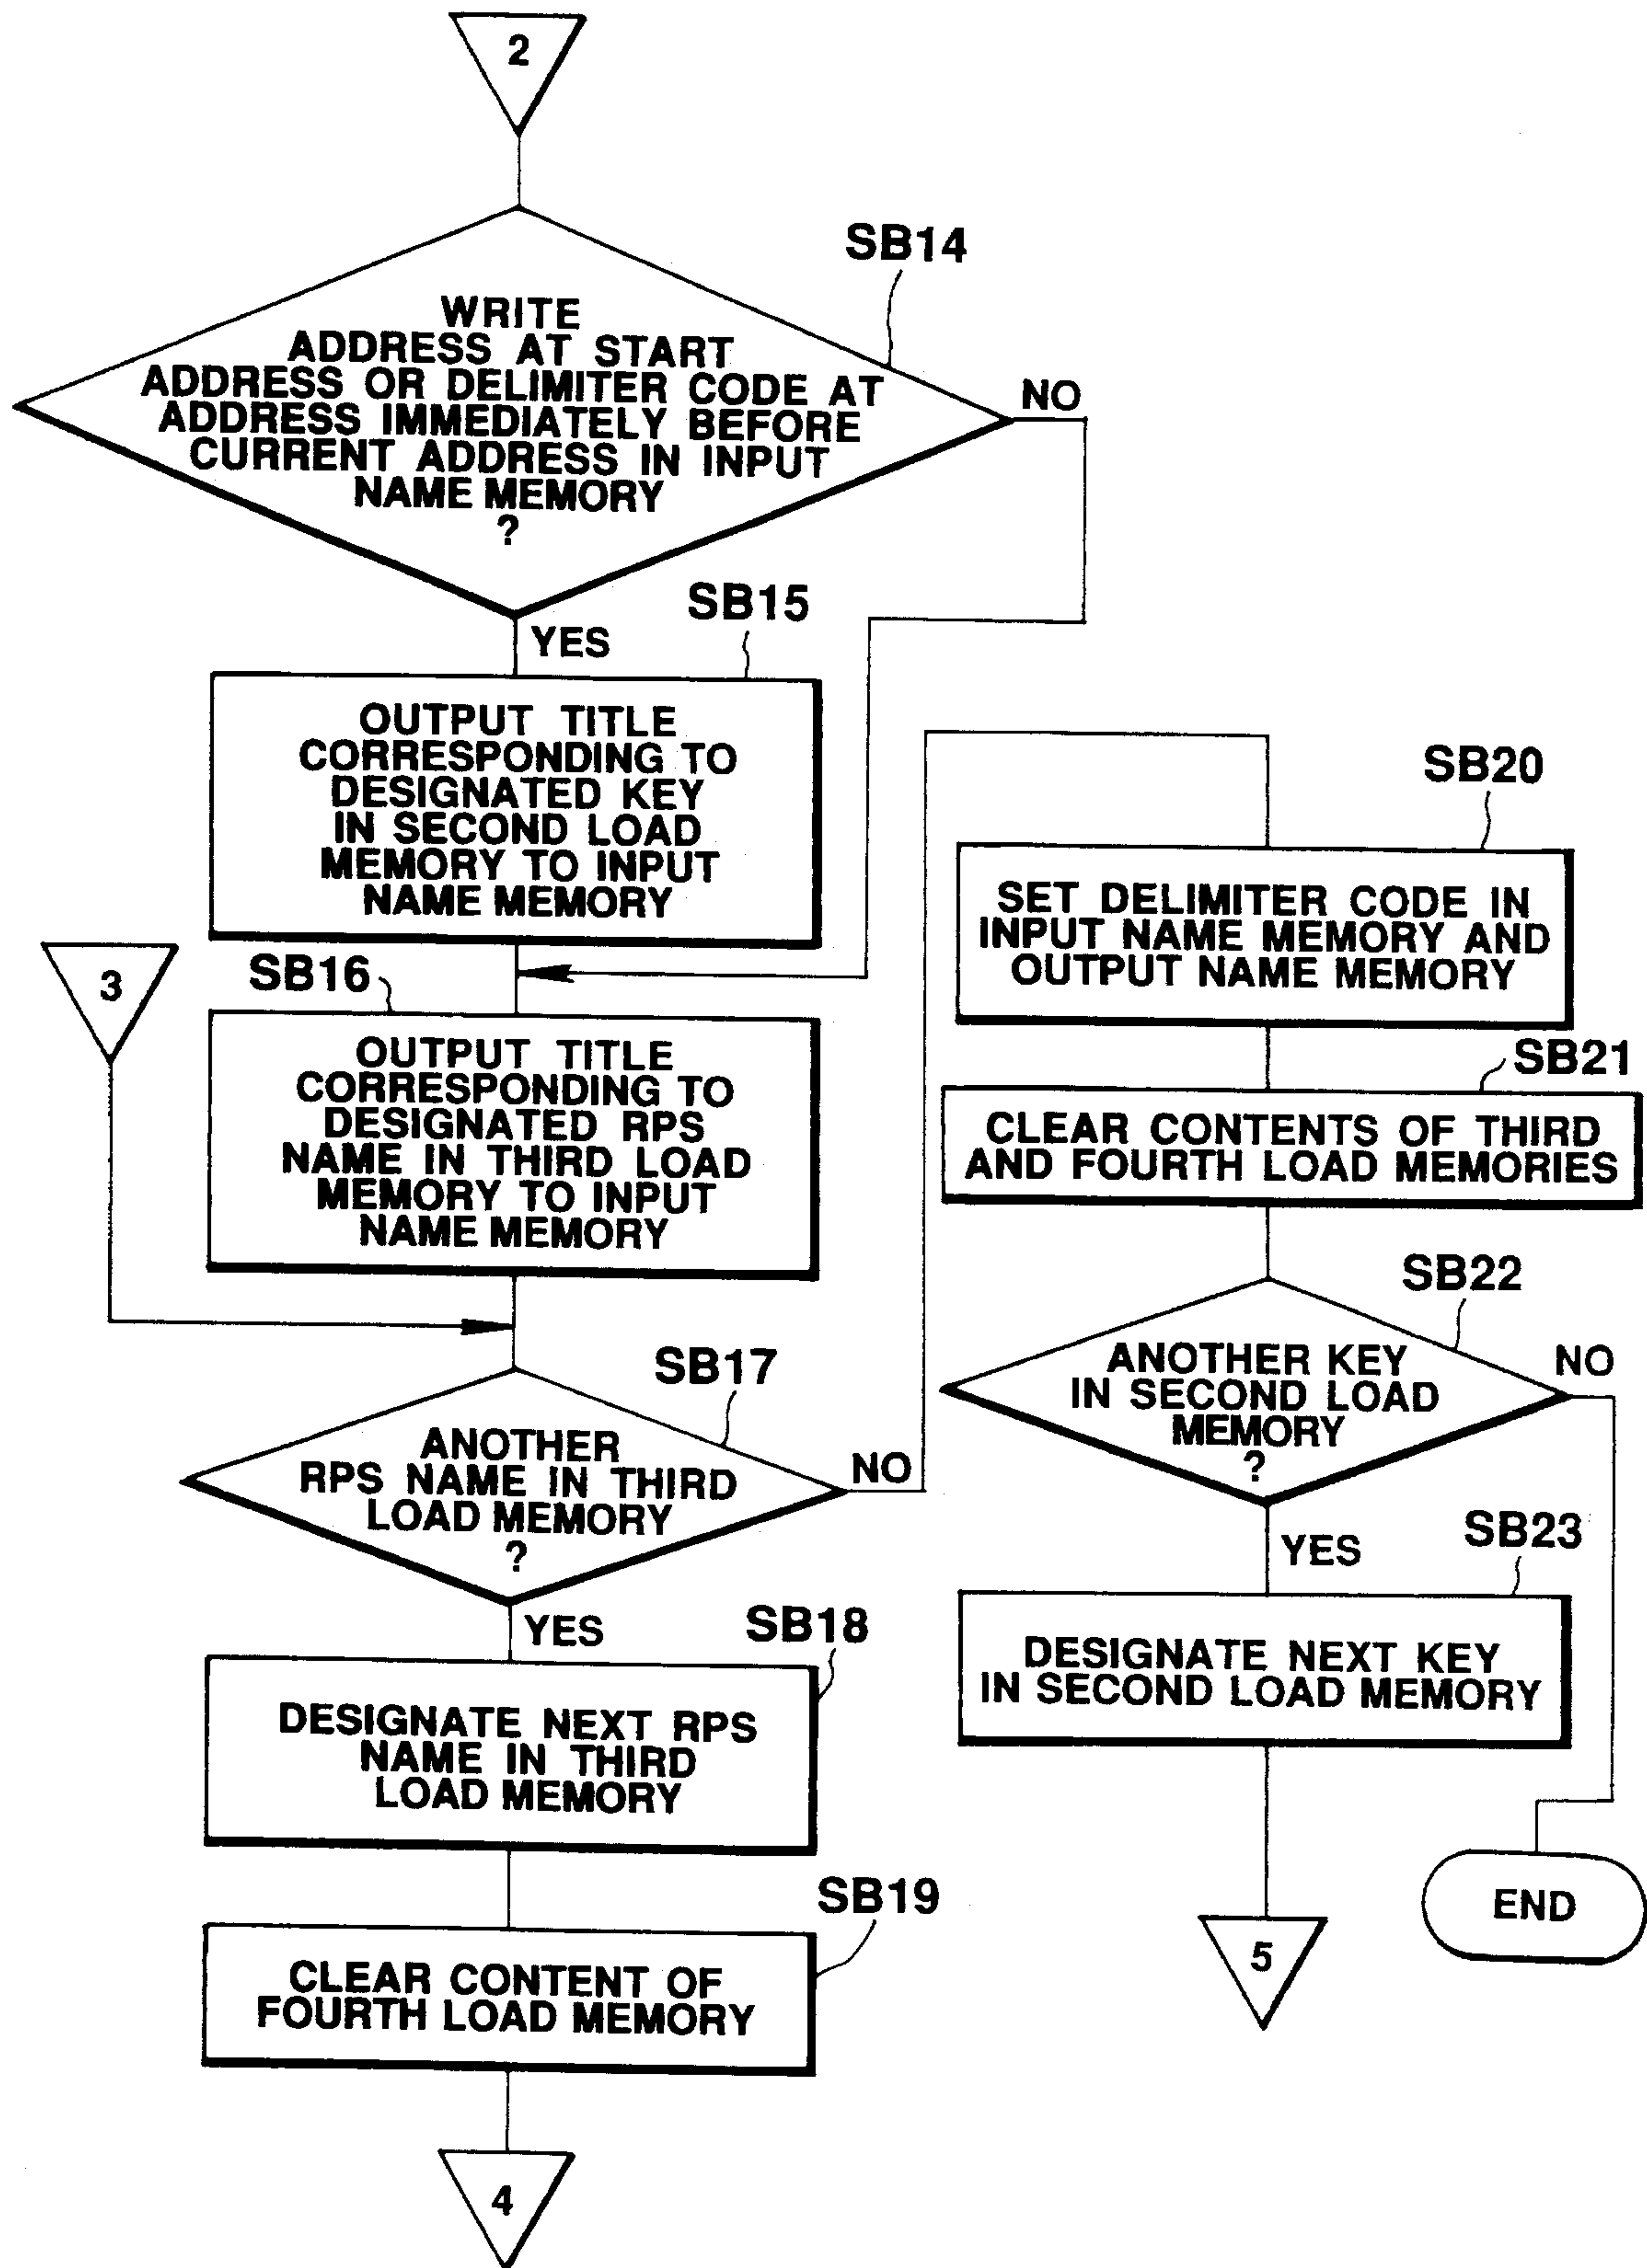 2
SB14
WRITE
ADDRESS AT START
ADDRESS OR DELIMITER CODE AT
ADDRESS IMMEDIATELY BEFORE
CURRENT ADDRESS IN INPUT
NAME MEMORY
?
NO
YES
SB15
OUTPUT TITLE
CORRESPONDING TO
DESIGNATED KEY
IN SECOND LOAD
MEMORY TO INPUT
NAME MEMORY
3
SB16
OUTPUT TITLE
CORRESPONDING TO
DESIGNATED RPS
NAME IN THIRD LOAD
MEMORY TO INPUT
NAME MEMORY
SB17
ANOTHER
RPS NAME IN THIRD
LOAD MEMORY
?
NO
YES
SB18
DESIGNATE NEXT RPS
NAME IN THIRD
LOAD MEMORY
SB19
CLEAR CONTENT OF
FOURTH LOAD MEMORY
4
SB20
SET DELIMITER CODE IN
INPUT NAME MEMORY AND
OUTPUT NAME MEMORY
SB21
CLEAR CONTENTS OF THIRD
AND FOURTH LOAD MEMORIES
SB22
ANOTHER KEY
IN SECOND LOAD
MEMORY
?
NO
YES
SB23
DESIGNATE NEXT KEY
IN SECOND LOAD MEMORY
5
END